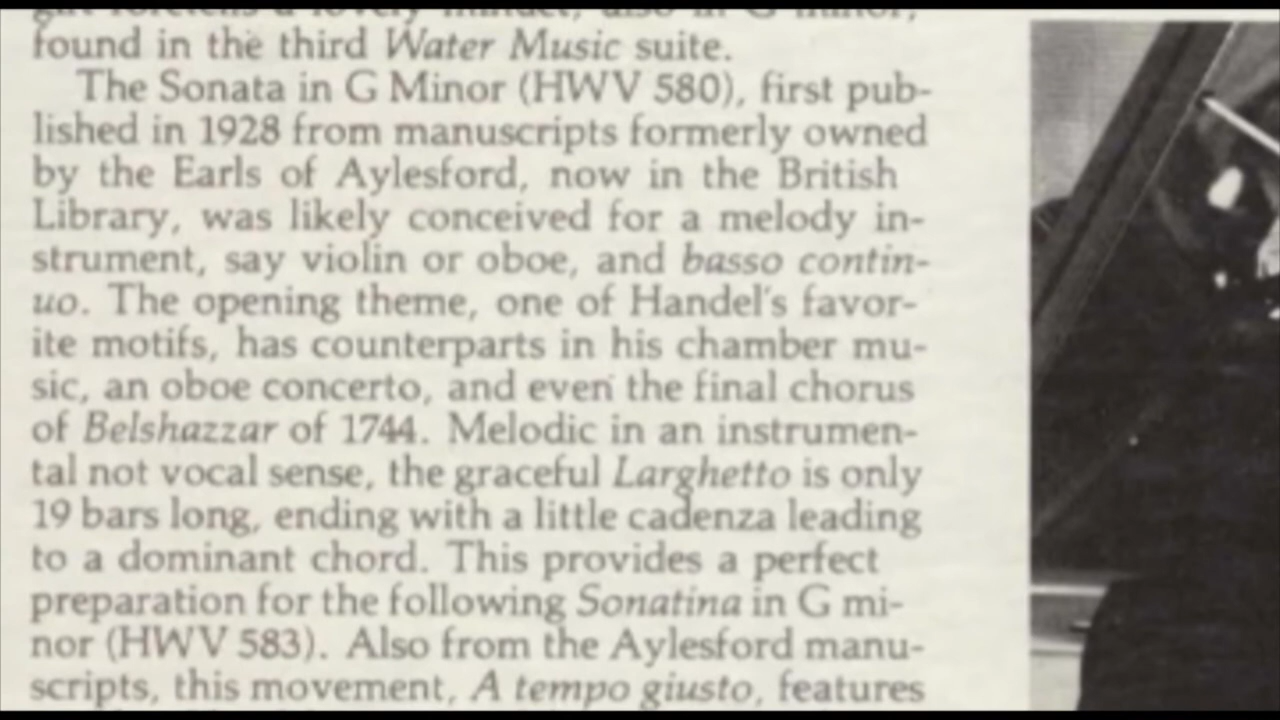 found in the third Water Music suite.
The Sonata in G Minor (HWV 580), first pub-
lished in 1928 from manuscripts formerly owned
by the Earls of Aylesford, now in the British
Library, was likely conceived for a melody in-
strument, say violin or oboe, and basso contin-
uo. The opening theme, one of Handel's favor-
ite motifs, has counterparts in his chamber mu-
sic, an oboe concerto, and even the final chorus
of Belshazzar of 1744. Melodic in an instrumen-
tal not vocal sense, the graceful Larghetto is only
19 bars long, ending with a little cadenza leading
to a dominant chord. This provides a perfect
preparation for the following Sonatina in G mi-
nor (HWV 583). Also from the Aylesford manu-
scripts, this movement, A tempo giusto, features